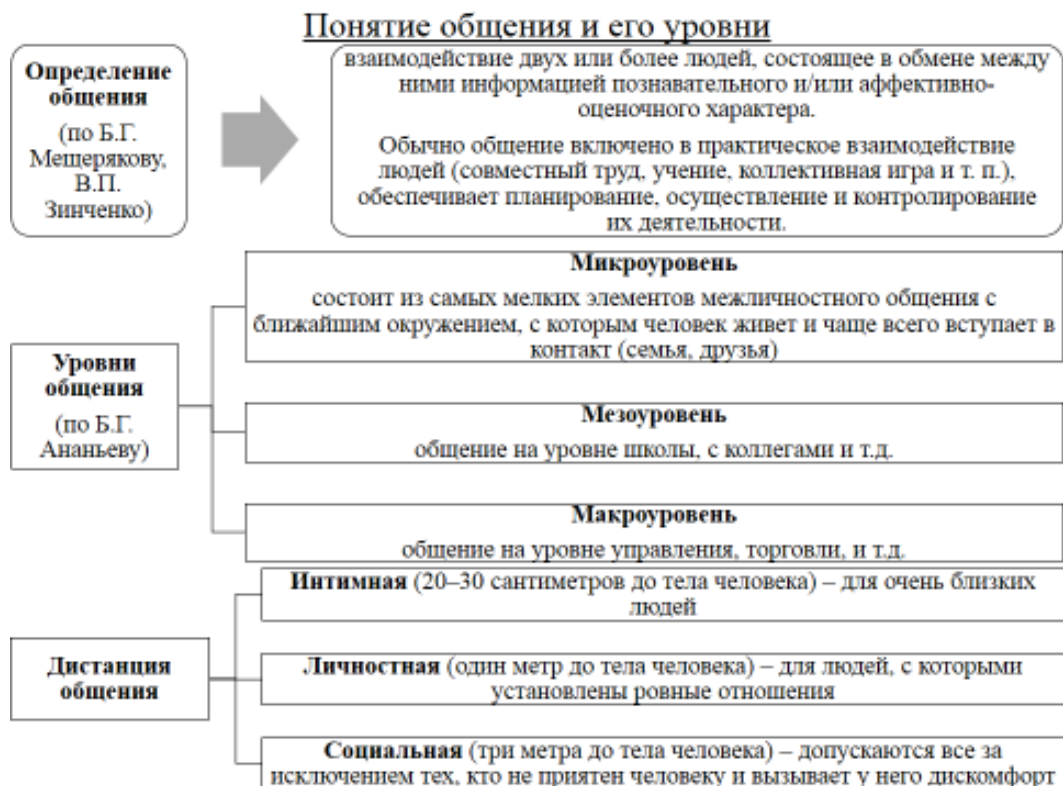 Понятие общения и его уровни
Определение
общения
(по Б.Г.
Мещерякову,
В.П.
Зинченко)
взаимодействие двух или более людей, состоящее в обмене между
ними информацией познавательного и/или аффективно-
оценочного характера.
Обычно общение включено в практическое взаимодействие
людей (совместный труд, учение, коллективная игра и т. п.),
обеспечивает планирование, осуществление и контролирование
их деятельности.
Уровни
общения
(по Б.Г.
Ананьеву)
Микроуровень
состоит из самых мелких элементов межличностного общения с
ближайшим окружением, с которым человек живет и чаще всего вступает в
контакт (семья, друзья)
Мезоуровень
общение на уровне школы, с коллегами и т.д.
Макроуровень
общение на уровне управления, торговли, и т.д.
Дистанция
общения
Интимная (20–30 сантиметров до тела человека) – для очень близких
людей
Личностная (один метр до тела человека) – для людей, с которыми
установлены ровные отношения
Социальная (три метра до тела человека) – допускаются все за
исключением тех, кто не приятен человеку и вызывает у него дискомфорт